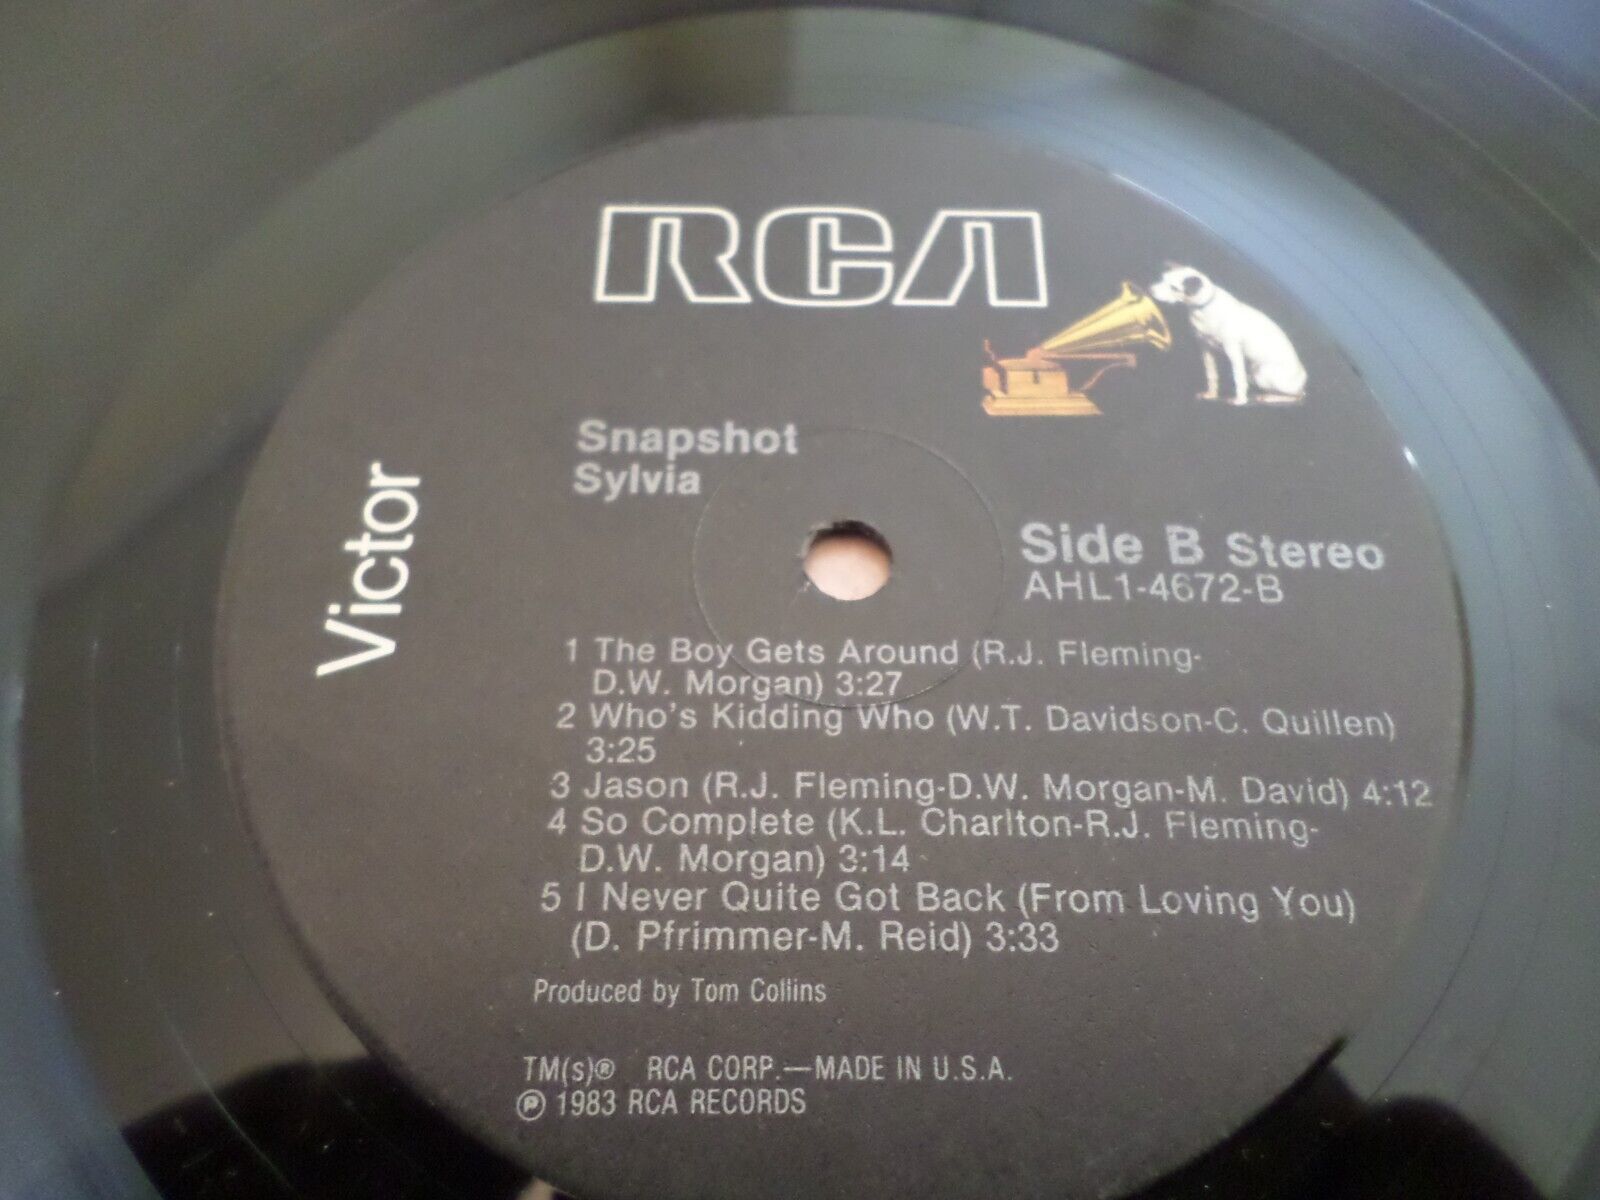 RCA
Victor
Snapshot
Sylvia
Side B Stereo
AHL1-4672-B
1 The Boy Gets Around (R.J. Fleming-
D.W. Morgan) 3:27
2 Who's Kidding Who (W.T. Davidson-C. Quillen)
3:25
3 Jason (R.J. Fleming-D.W. Morgan-M. David) 4:12
4 So Complete (K.L. Charlton-R.J. Fleming-
D.W. Morgan) 3:14
5 I Never Quite Got Back (From Loving You)
(D. Pfrimmer-M. Reid) 3:33
Produced by Tom Collins
TM(s)® RCA CORP.—MADE IN U.S.A.
℗ 1983 RCA RECORDS